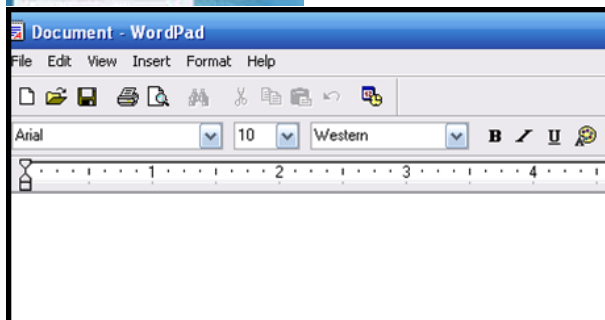 Document - WordPad
File Edit View Insert Format Help
Arial 10 Western B I U A
1 2 3 4